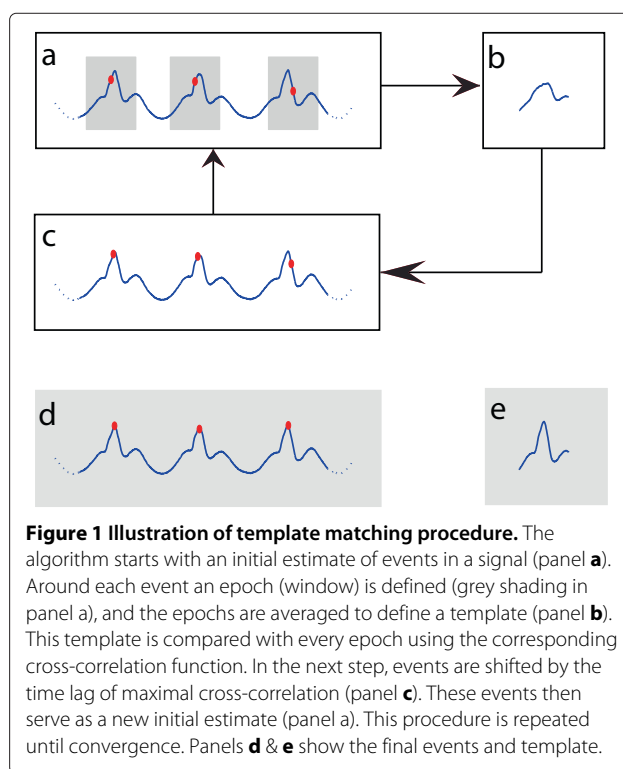 a
b
c
d
e
Figure 1 Illustration of template matching procedure. The
algorithm starts with an initial estimate of events in a signal (panel a).
Around each event an epoch (window) is defined (grey shading in
panel a), and the epochs are averaged to define a template (panel b).
This template is compared with every epoch using the corresponding
cross-correlation function. In the next step, events are shifted by the
time lag of maximal cross-correlation (panel c). These events then
serve as a new initial estimate (panel a). This procedure is repeated
until convergence. Panels d & e show the final events and template.